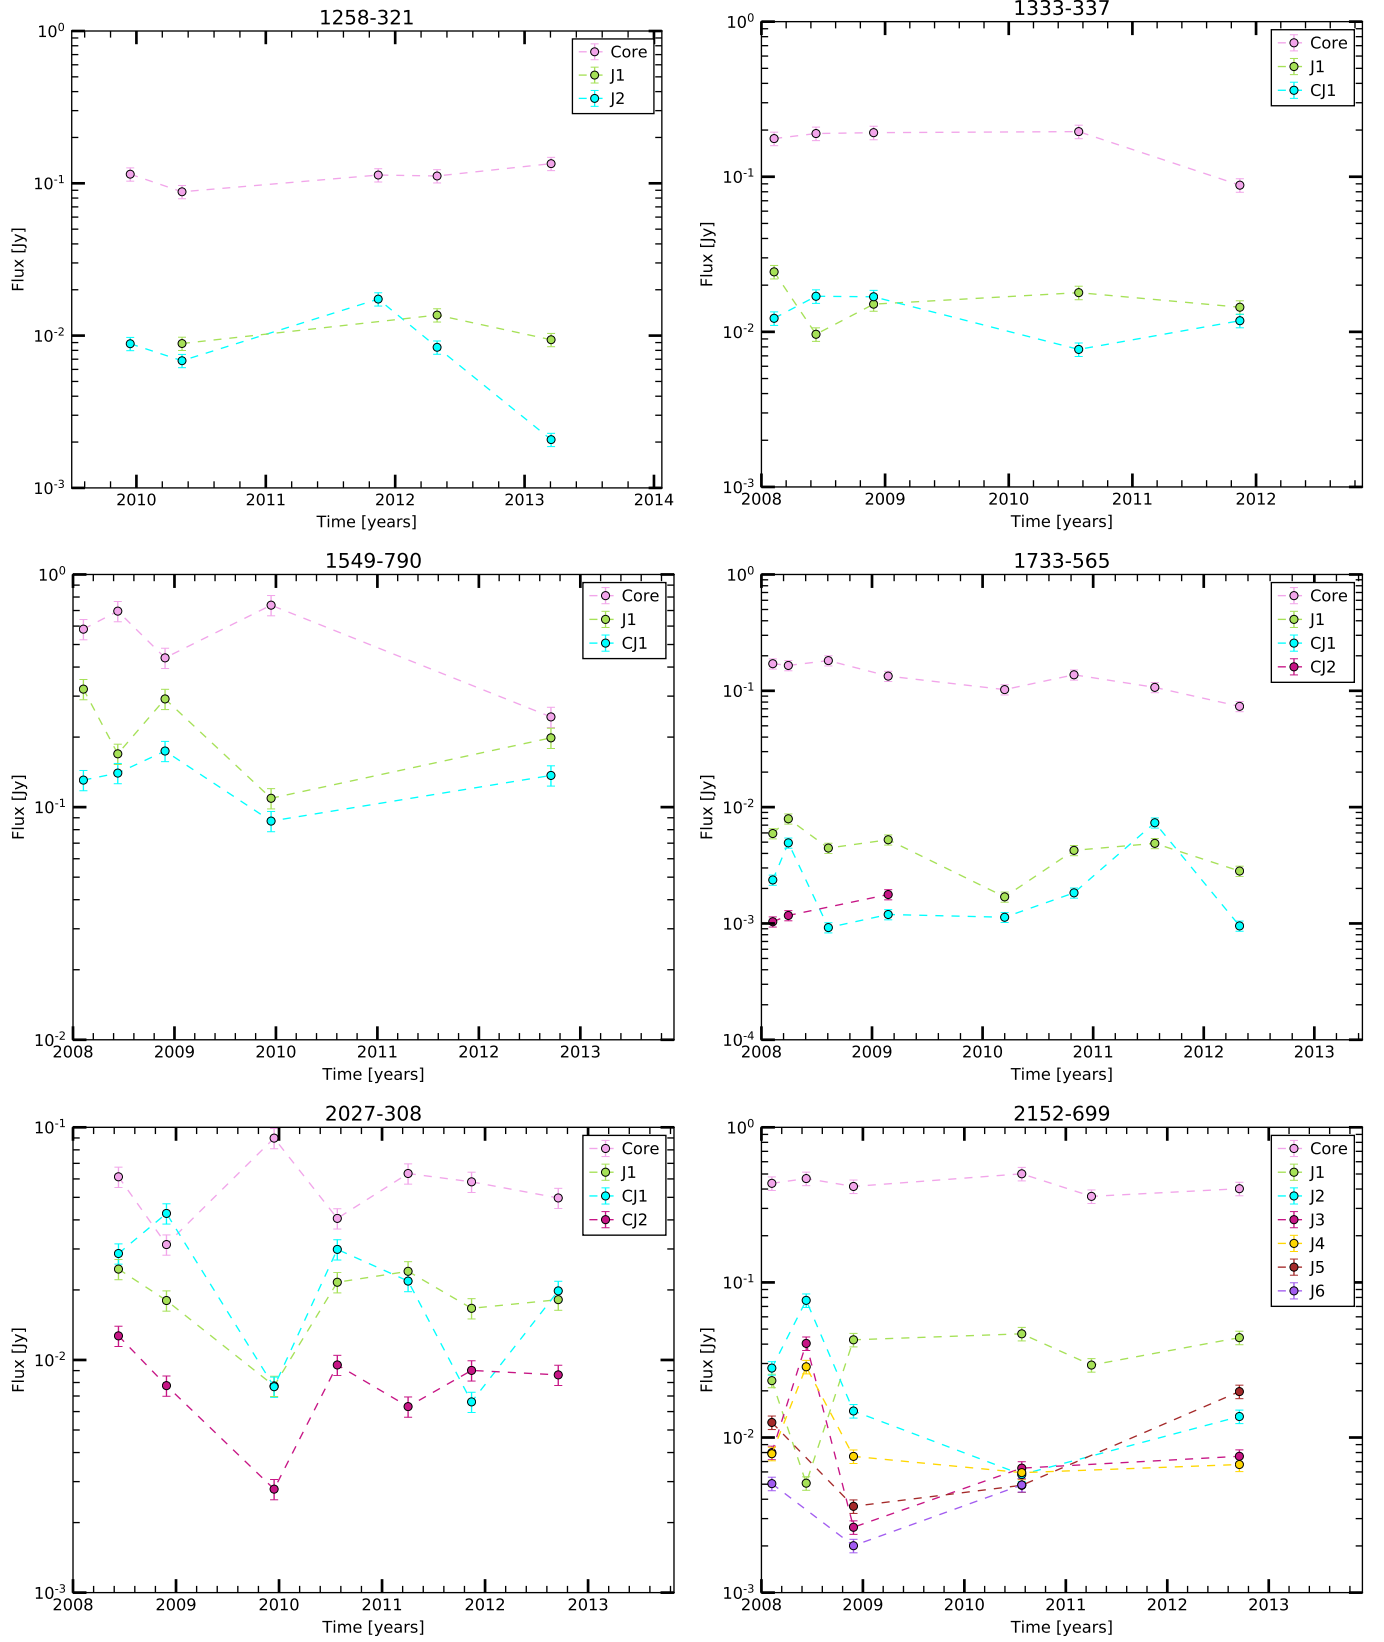 1258-321
10^0
10^-1
10^-2
10^-3
Flux [Jy]
Core
J1
J2
2010 2011 2012 2013 2014
Time [years]
1333-337
10^0
10^-1
10^-2
10^-3
Flux [Jy]
Core
J1
CJ1
2008 2009 2010 2011 2012
Time [years]
1549-790
10^0
10^-1
10^-2
Flux [Jy]
Core
J1
CJ1
2008 2009 2010 2011 2012 2013
Time [years]
1733-565
10^0
10^-1
10^-2
10^-3
10^-4
Flux [Jy]
Core
J1
CJ1
CJ2
2008 2009 2010 2011 2012 2013
Time [years]
2027-308
10^-1
10^-2
10^-3
Flux [Jy]
Core
J1
CJ1
CJ2
2008 2009 2010 2011 2012 2013
Time [years]
2152-699
10^0
10^-1
10^-2
10^-3
Flux [Jy]
Core
J1
J2
J3
J4
J5
J6
2008 2009 2010 2011 2012 2013
Time [years]